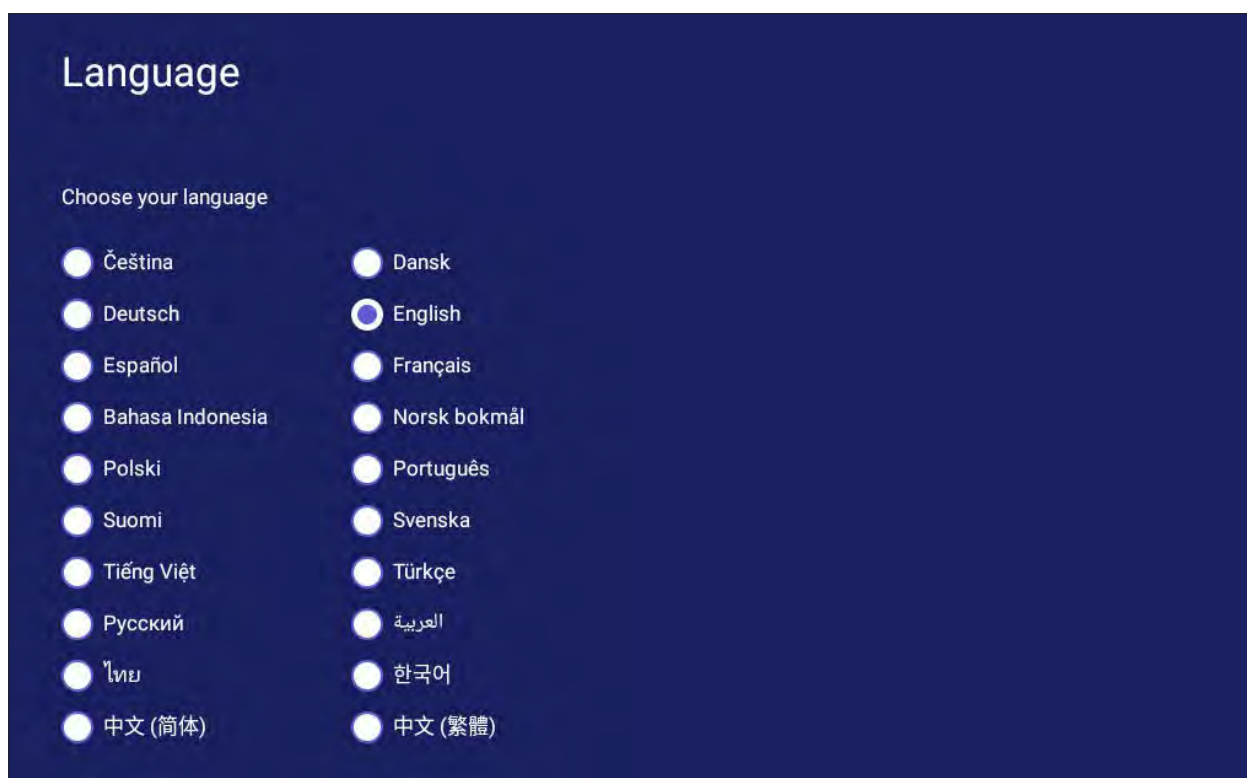 Language
Choose your language
Čeština Dansk
Deutsch English
Español Français
Bahasa Indonesia Norsk bokmål
Polski Português
Suomi Svenska
Tiếng Việt Türkçe
Русский العربية
ไทย 한국어
中文 (简体) 中文 (繁體)